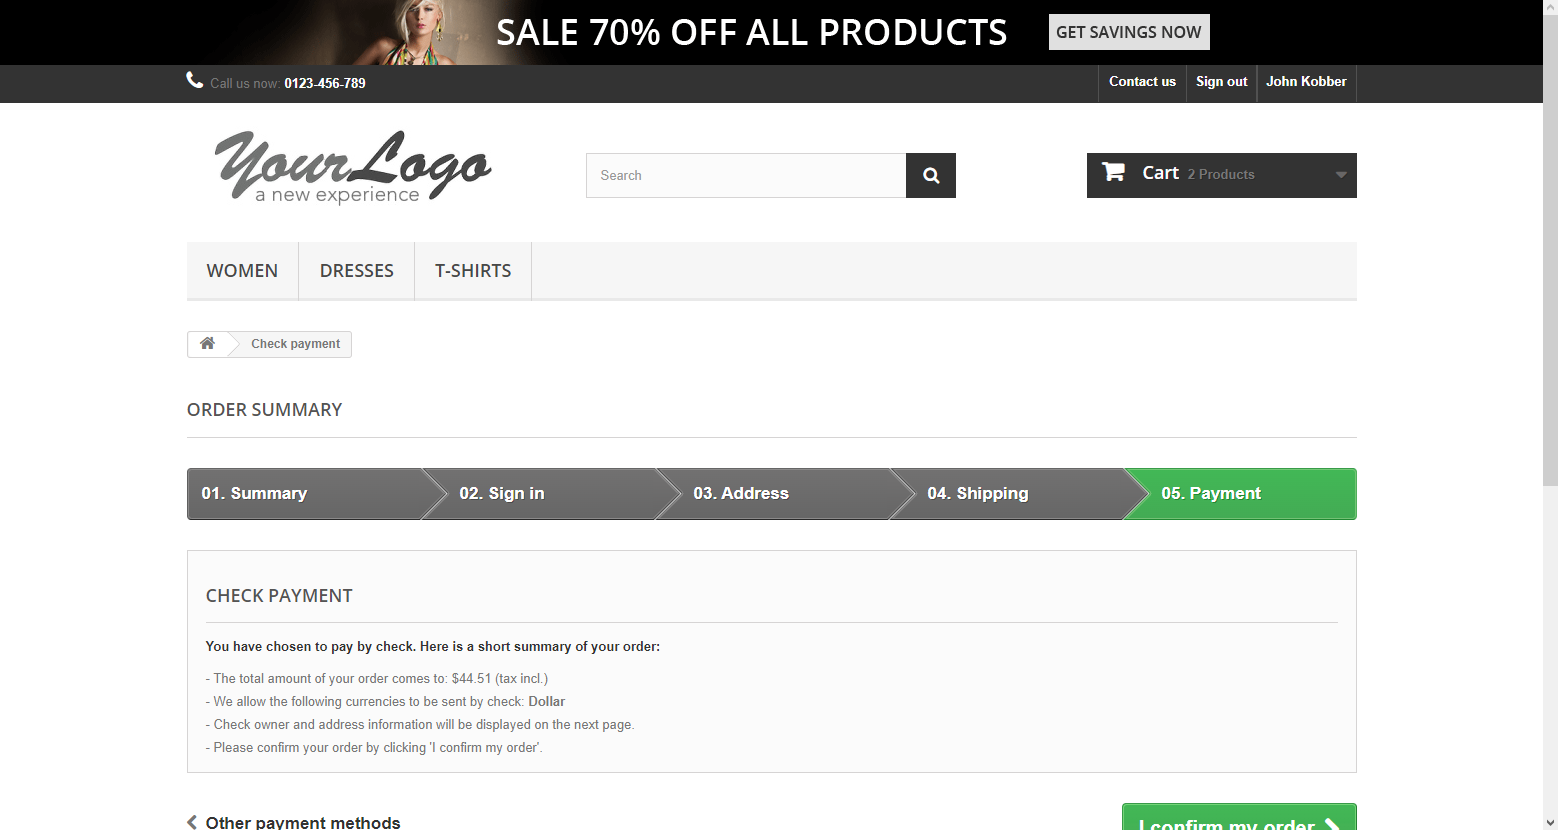 SALE 70% OFF ALL PRODUCTS GET SAVINGS NOW
Call us now: 0123-456-789 Contact us Sign out John Kobber
YourLogo
a new experience
Search
Cart 2 Products
WOMEN DRESSES T-SHIRTS
Check payment
ORDER SUMMARY
01. Summary 02. Sign in 03. Address 04. Shipping 05. Payment
CHECK PAYMENT
You have chosen to pay by check. Here is a short summary of your order:
- The total amount of your order comes to: $44.51 (tax incl.)
- We allow the following currencies to be sent by check: Dollar
- Check owner and address information will be displayed on the next page.
- Please confirm your order by clicking 'I confirm my order'.
Other payment methods I confirm my order